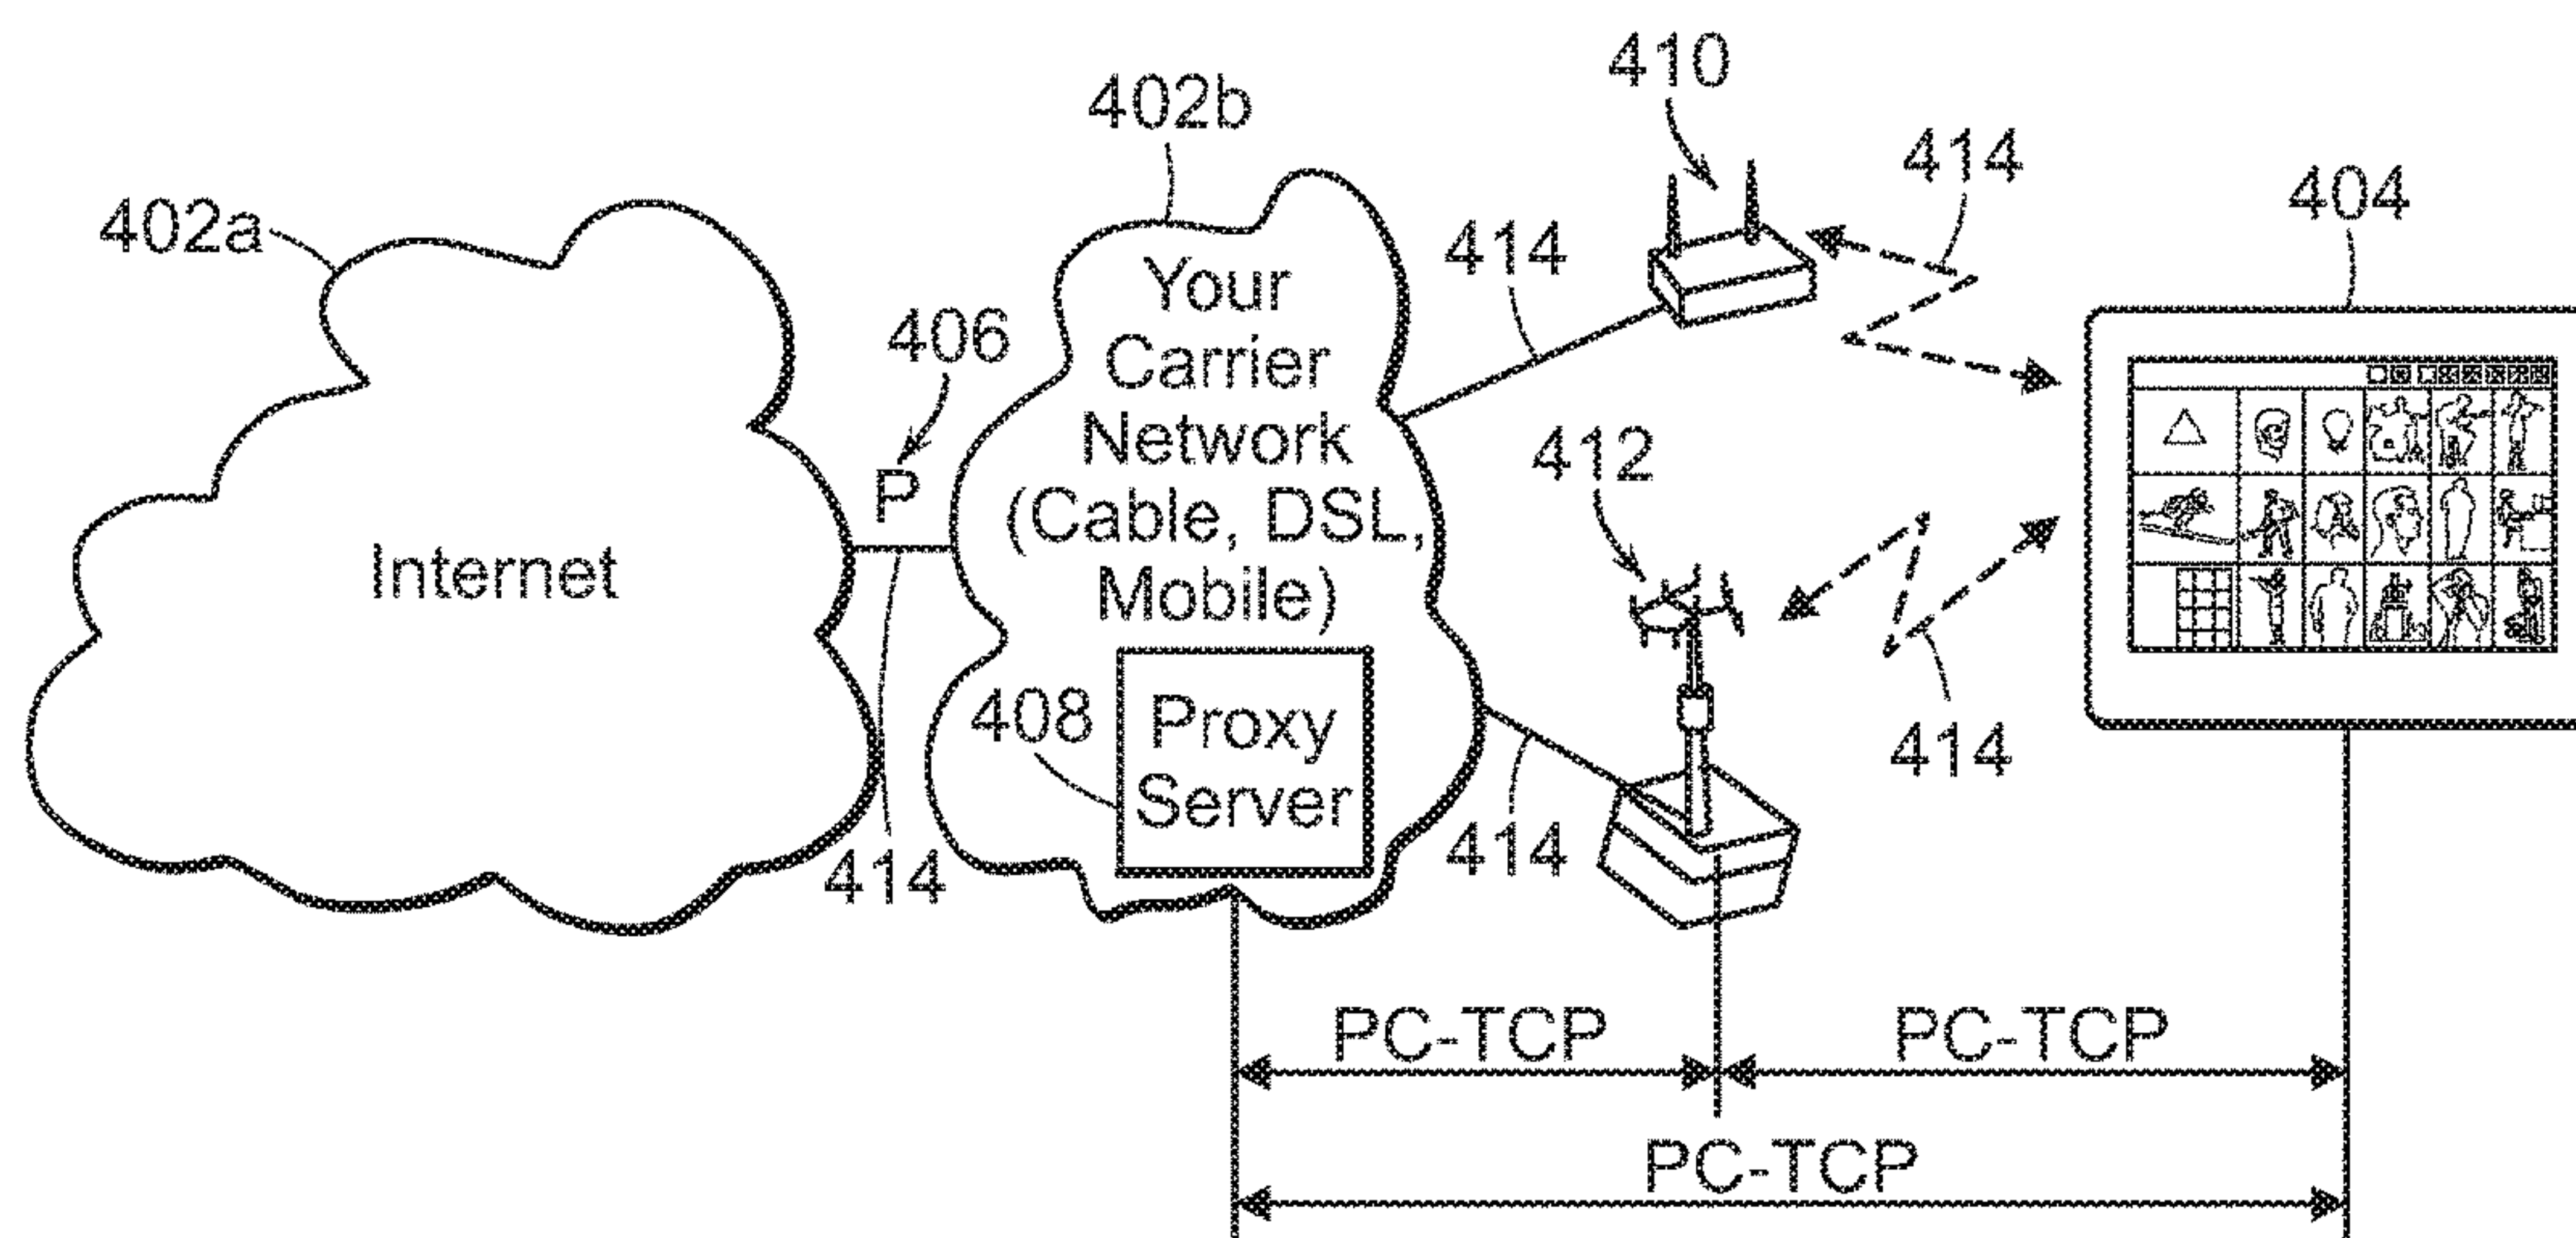 410
402b
414
404
402a
414
406
Your
Carrier
Network
(Cable, DSL,
Mobile)
P
412
Internet
408
Proxy
Server
414
414
414
PC-TCP
PC-TCP
PC-TCP